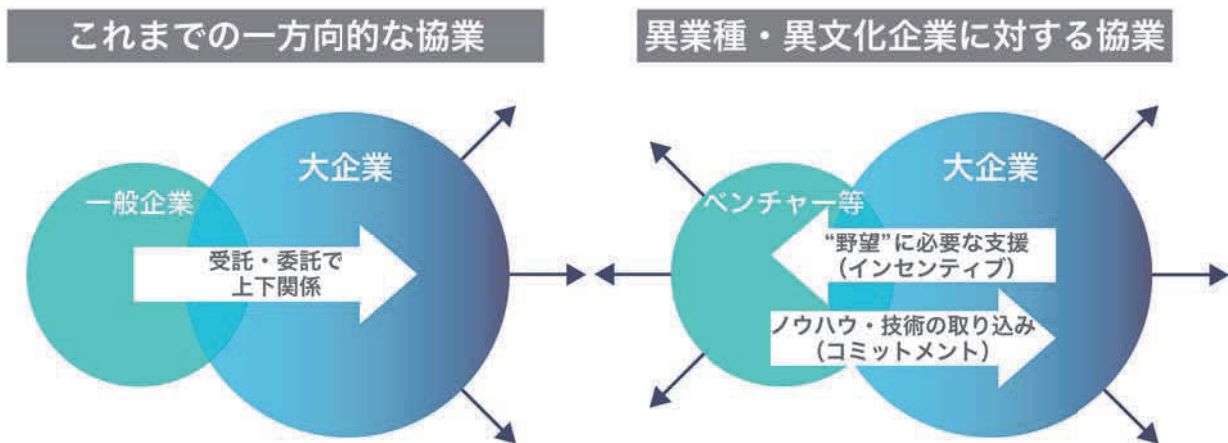 これまでの一方向的な協業
大企業
一般企業
受託・委託で
上下関係
異業種・異文化企業に対する協業
大企業
ベンチャー等
“野望”に必要な支援
(インセンティブ)
ノウハウ・技術の取り込み
(コミットメント)